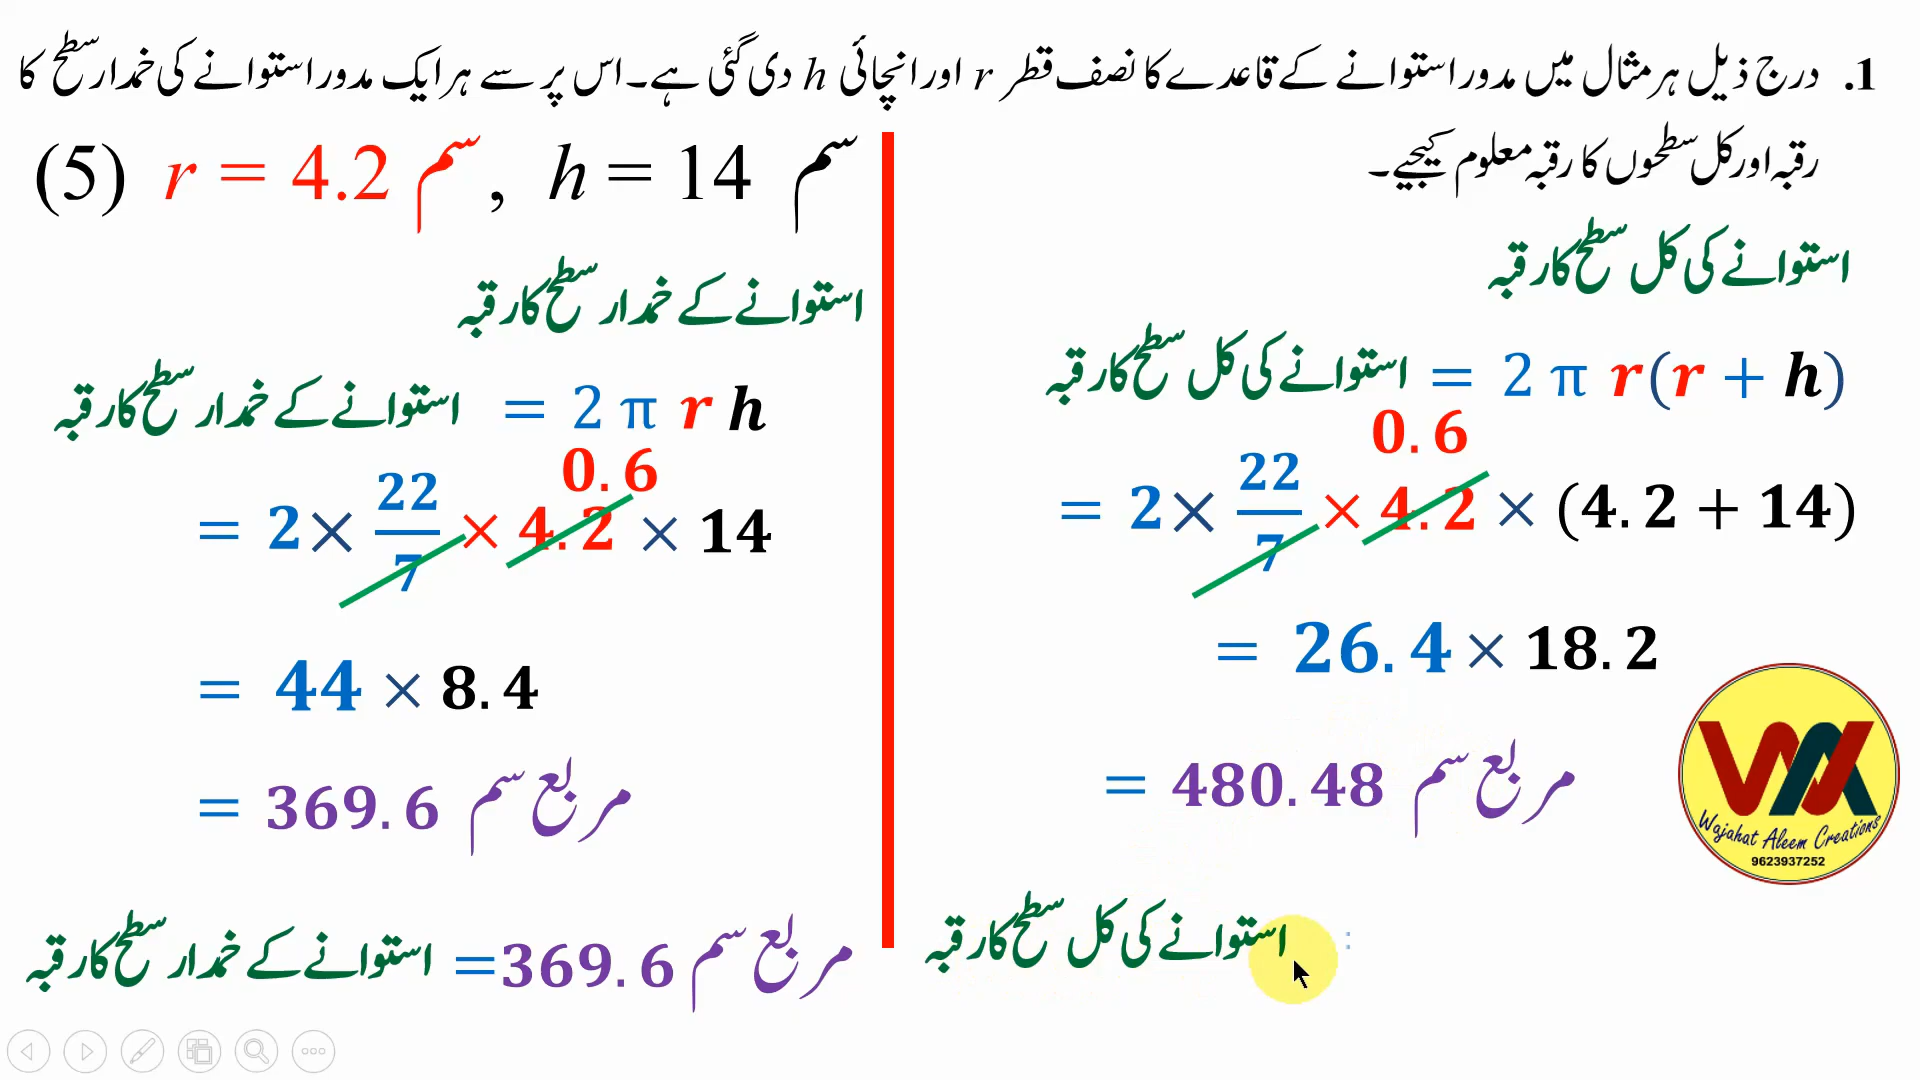 1. درج ذیل ہر مثال میں مدور استوانے کے قاعدے کا نصف قطر r اور انچائی h دی گئی ہے۔ اس پر سے ہر ایک مدور استوانے کی خمدار سطح کا
رقبہ اور کل سطحوں کا رقبہ معلوم کیجیے۔
(5) r = 4.2 سم , h = 14 سم
استوانے کے خمدار سطح کا رقبہ
استوانے کے خمدار سطح کا رقبہ = 2 π r h
0.6
= 2 × 22/7 × 4.2 × 14
= 44 × 8.4
= 369.6 مربع سم
استوانے کے خمدار سطح کا رقبہ = 369.6 مربع سم
استوانے کی کل سطح کا رقبہ
استوانے کی کل سطح کا رقبہ = 2 π r(r + h)
0.6
= 2 × 22/7 × 4.2 × (4.2 + 14)
= 26.4 × 18.2
= 480.48 مربع سم
استوانے کی کل سطح کا رقبہ
Wajahat Aleem Creations
9623937252